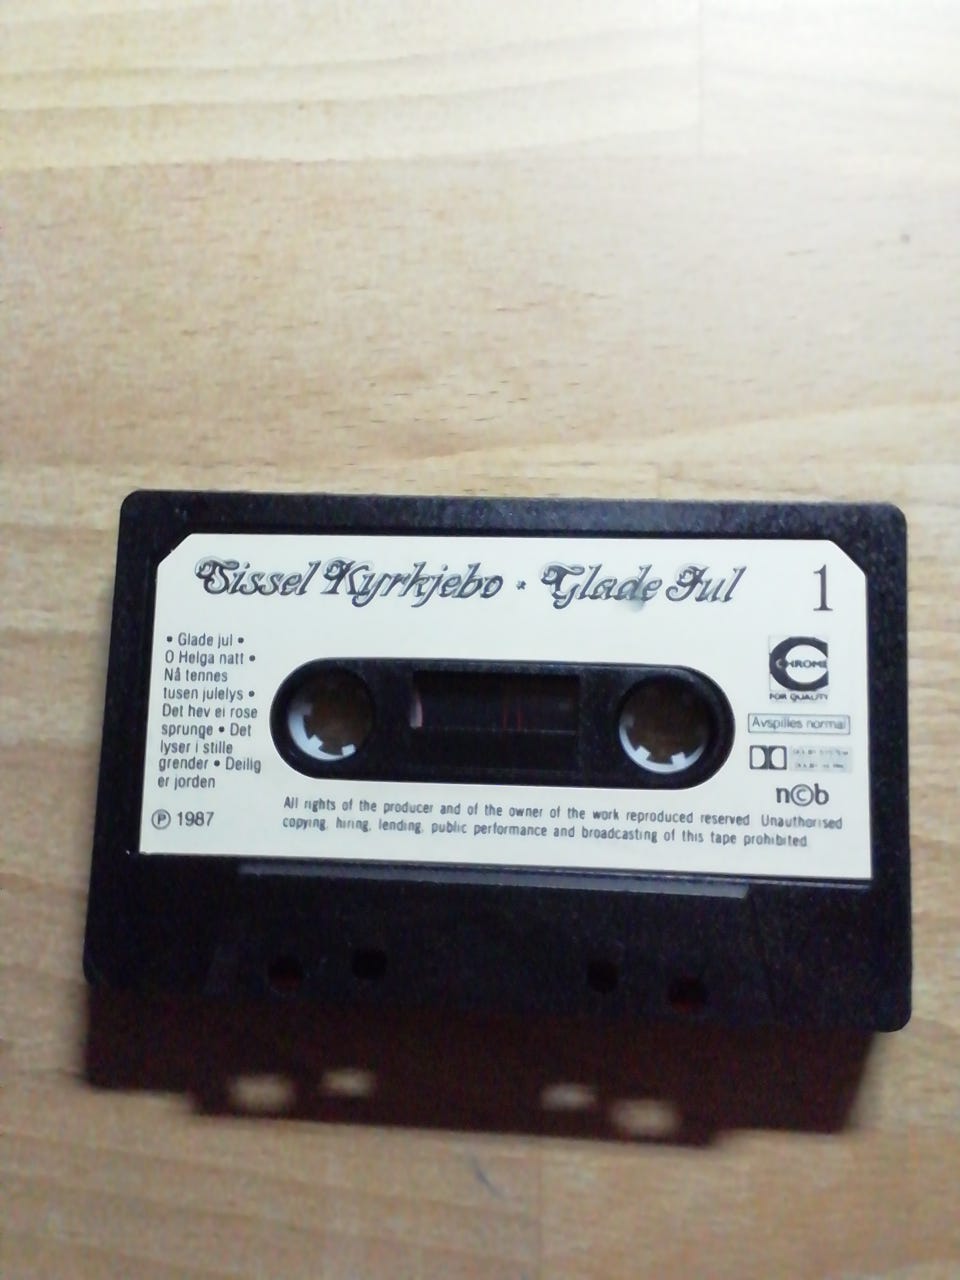 Sissel Kyrkjebø * Glade Jul
1
• Glade jul •
O Helga natt •
Nå tennes
tusen julelys •
Det hev ei rose
sprunge • Det
lyser i stille
grender • Deilig
er jorden
Ⓟ 1987
CHROME
FOR QUALITY
Avspilles normal
n©b
All rights of the producer and of the owner of the work reproduced reserved. Unauthorised
copying, hiring, lending, public performance and broadcasting of this tape prohibited.